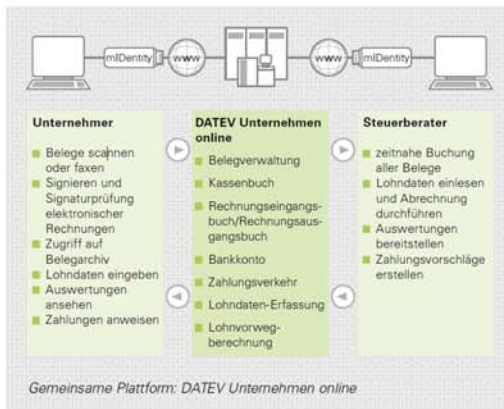 mIDentity
www
www
mIDentity
Unternehmer
Belege scannen
oder faxen
Signieren und
Signaturprüfung
elektronischer
Rechnungen
Zugriff auf
Belegarchiv
Lohndaten eingeben
Auswertungen
ansehen
Zahlungen anweisen
DATEV Unternehmen
online
Belegverwaltung
Kassenbuch
Rechnungseingangs-
buch/Rechnungsaus-
gangsbuch
Bankkonto
Zahlungsverkehr
Lohndaten-Erfassung
Lohnvorweg-
berechnung
Steuerberater
zeitnahe Buchung
aller Belege
Lohndaten einlesen
und Abrechnung
durchführen
Auswertungen
bereitstellen
Zahlungsvorschläge
erstellen
Gemeinsame Plattform: DATEV Unternehmen online